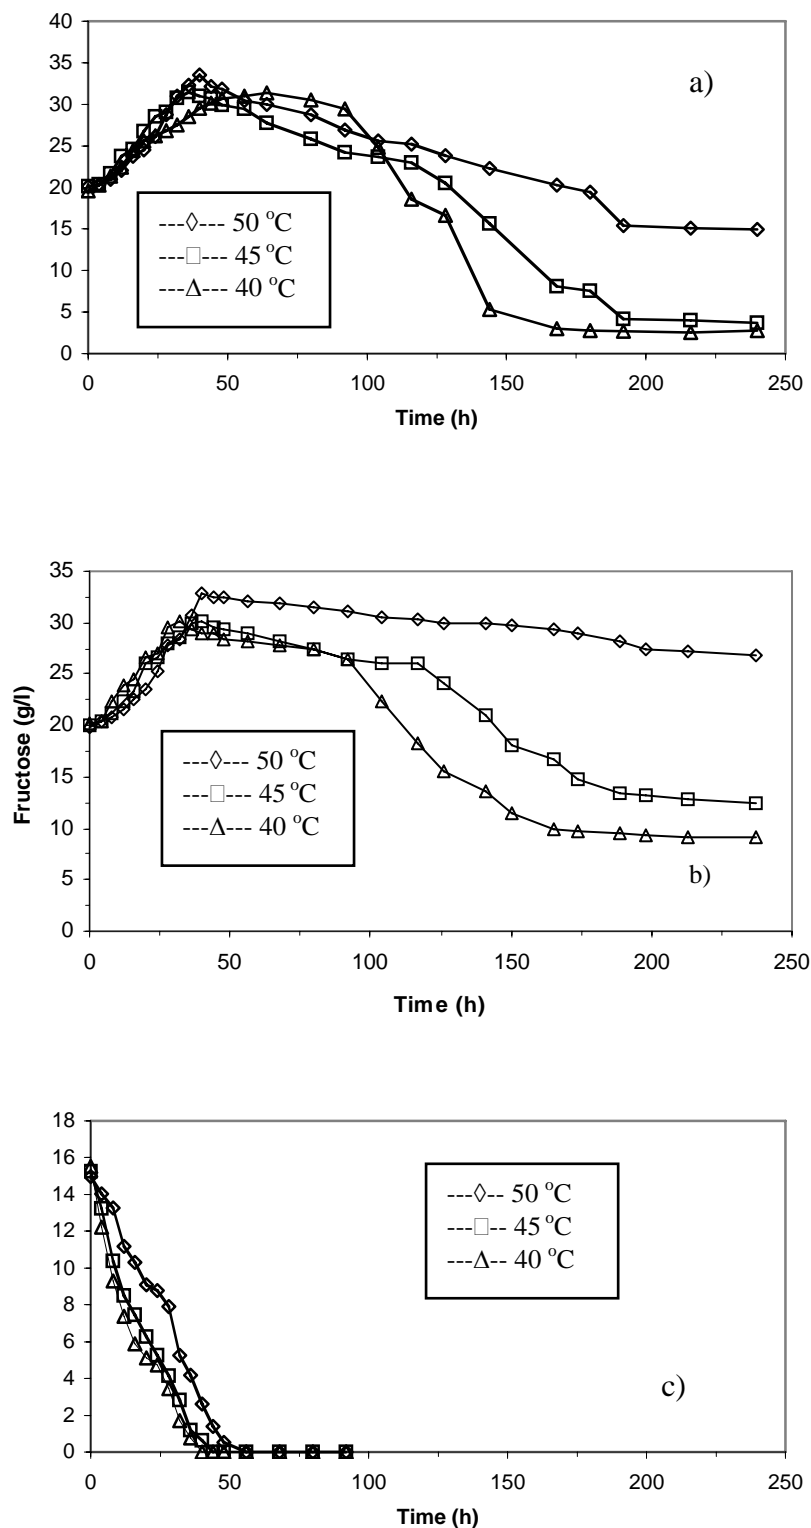 35
a)
30
25
20
---◇--- 50 °C
15
---□--- 45 °C
10
---Δ--- 40 °C
5
0
0 50 100 150 200 250
Time (h)
35
30
25
20
Fructose (g/l)
---◇--- 50 °C
15
---□--- 45 °C
10
---Δ--- 40 °C
b)
5
0
0 50 100 150 200 250
Time (h)
18
16
---◇-- 50 °C
14
---□-- 45 °C
12
---Δ-- 40 °C
10
8
6
4
c)
2
0
0 50 100 150 200 250
Time (h)